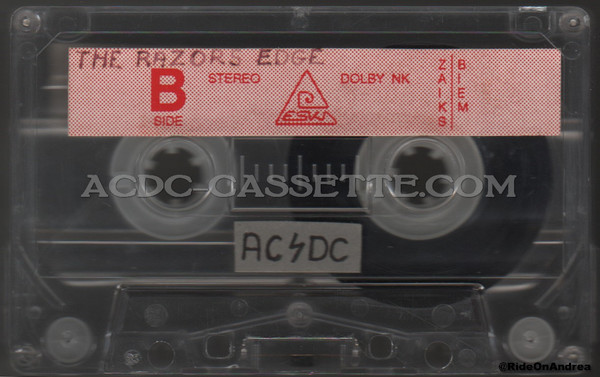 THE RAZORS EDGE
B
SIDE
STEREO
ESKA
DOLBY NK
ZAIKS
BIEM
ACDC-CASSETTE.COM
AC⚡DC
©RideOnAndrea